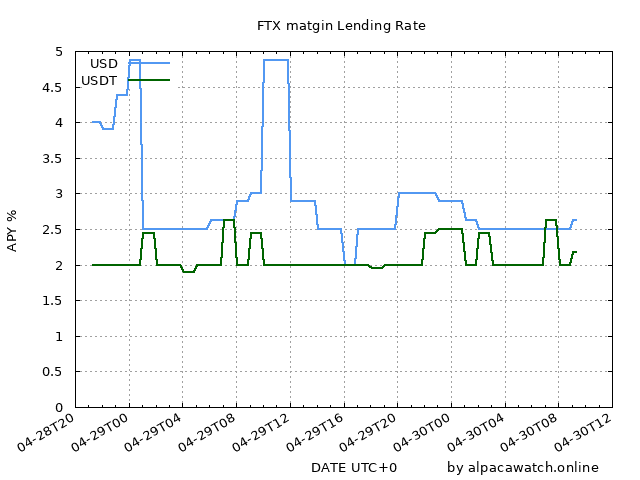 FTX matgin Lending Rate
USD
USDT
5
4.5
4
3.5
3
2.5
2
1.5
1
0.5
0
APY %
04-28T20
04-29T00
04-29T04
04-29T08
04-29T12
04-29T16
04-29T20
04-30T00
04-30T04
04-30T08
04-30T12
DATE UTC+0
by alpacawatch.online